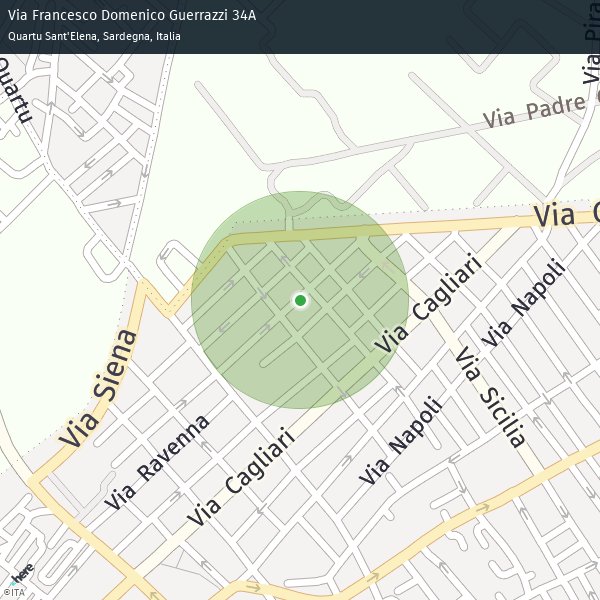 Via Francesco Domenico Guerrazzi 34A
Quartu Sant'Elena, Sardegna, Italia
Quartu
Via Pira
Via Padre
Via C
Via Cagliari
Via Napoli
Via Siena
Via Sicilia
Via Ravenna
Via Napoli
Via Cagliari
here
©ITA